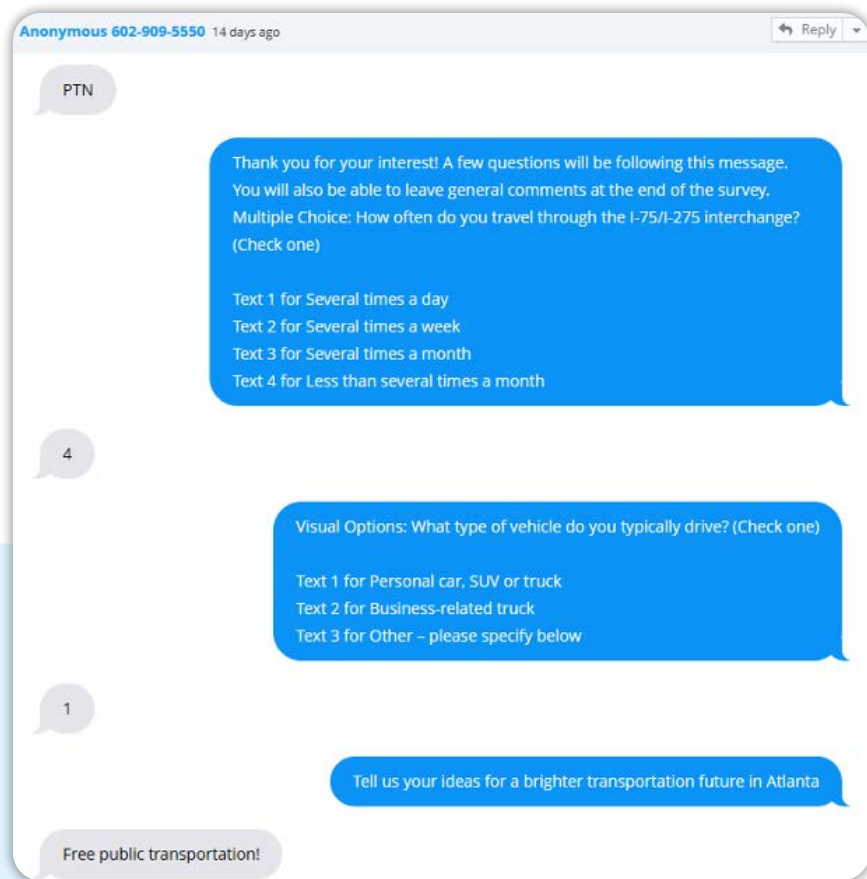 Anonymous 602-909-5550 14 days ago
Reply
PTN
Thank you for your interest! A few questions will be following this message.
You will also be able to leave general comments at the end of the survey.
Multiple Choice: How often do you travel through the I-75/I-275 interchange?
(Check one)
Text 1 for Several times a day
Text 2 for Several times a week
Text 3 for Several times a month
Text 4 for Less than several times a month
4
Visual Options: What type of vehicle do you typically drive? (Check one)
Text 1 for Personal car, SUV or truck
Text 2 for Business-related truck
Text 3 for Other – please specify below
1
Tell us your ideas for a brighter transportation future in Atlanta
Free public transportation!